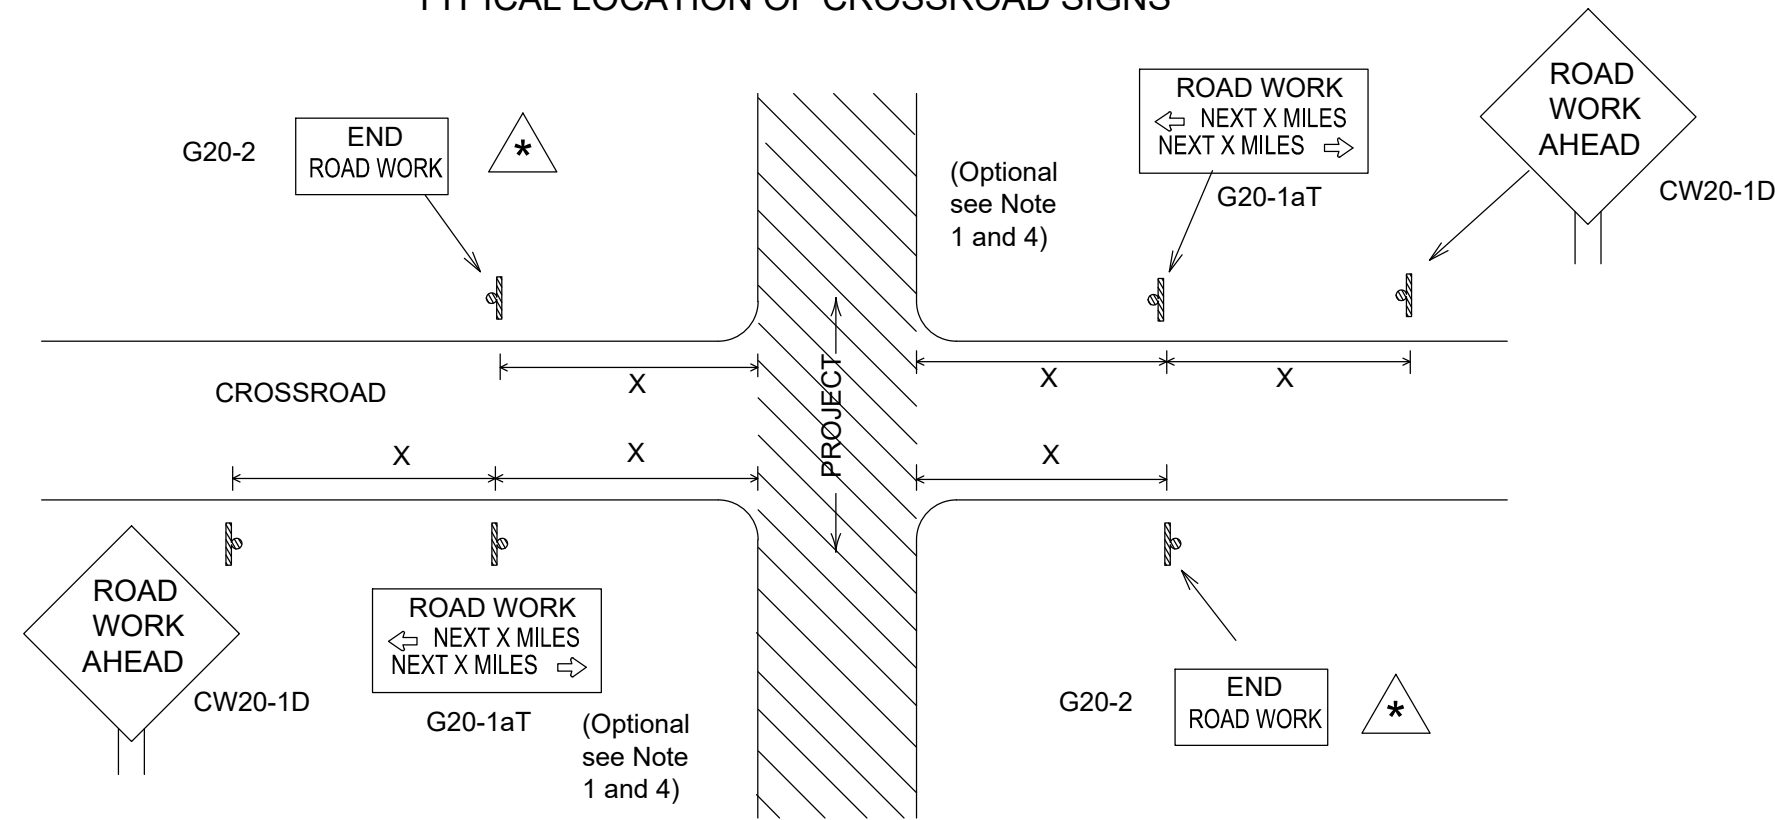 TYPICAL LOCATION OF CROSSROAD SIGNS
G20-2
END
ROAD WORK
*
(Optional
see Note
1 and 4)
ROAD WORK
⇦ NEXT X MILES
NEXT X MILES ⇨
G20-1aT
ROAD
WORK
AHEAD
CW20-1D
CROSSROAD
X
X
X
PROJECT
X
X
X
ROAD
WORK
AHEAD
CW20-1D
ROAD WORK
⇦ NEXT X MILES
NEXT X MILES ⇨
G20-1aT
(Optional
see Note
1 and 4)
G20-2
END
ROAD WORK
*